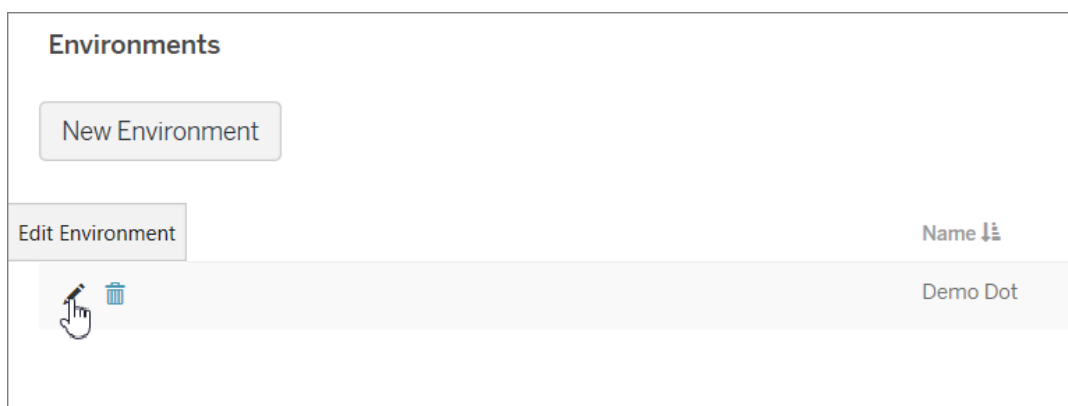 Environments
New Environment
Edit Environment
Name
Demo Dot